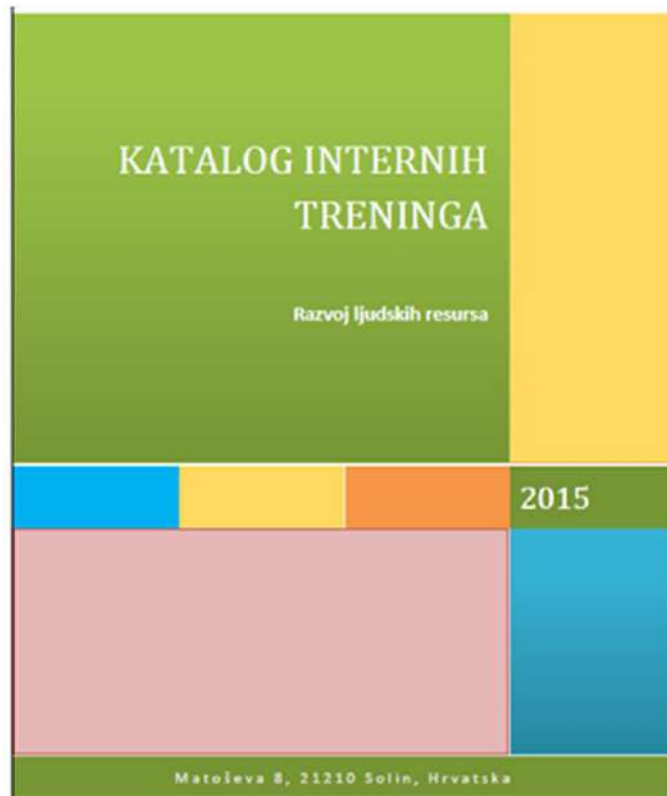 KATALOG INTERNIH
TRENINGA
Razvoj ljudskih resursa
2015
Matoševa 8, 21210 Solin, Hrvatska